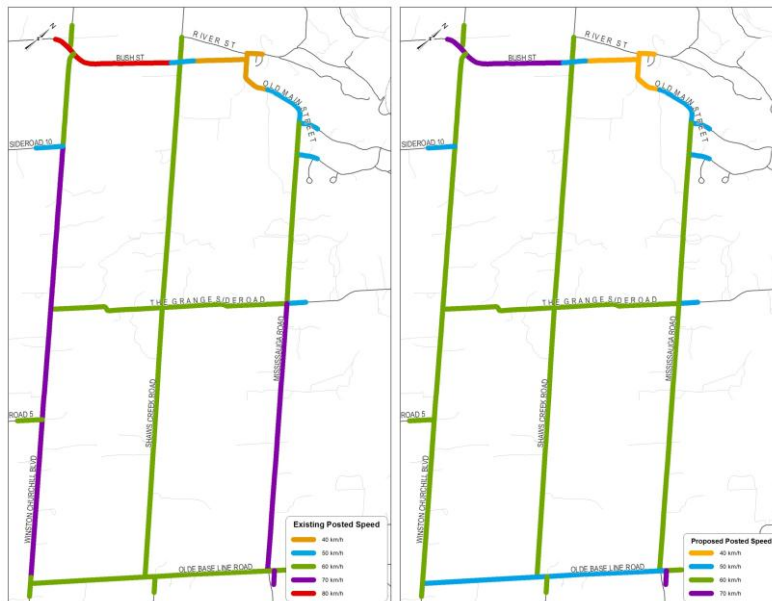 N
RIVER ST
BUSH ST
OLD MAIN STREET
SIDEROAD 10
THE GRANGE SIDEROAD
MISSISSAUGA ROAD
SHAWS CREEK ROAD
ROAD 5
WINSTON CHURCHILL BLVD
OLDE BASE LINE ROAD
Existing Posted Speed
40 km/h
50 km/h
60 km/h
70 km/h
80 km/h
N
RIVER ST
BUSH ST
OLD MAIN STREET
SIDEROAD 10
THE GRANGE SIDEROAD
MISSISSAUGA ROAD
SHAWS CREEK ROAD
ROAD 5
WINSTON CHURCHILL BLVD
OLDE BASE LINE ROAD
Proposed Posted Speed
40 km/h
50 km/h
60 km/h
70 km/h